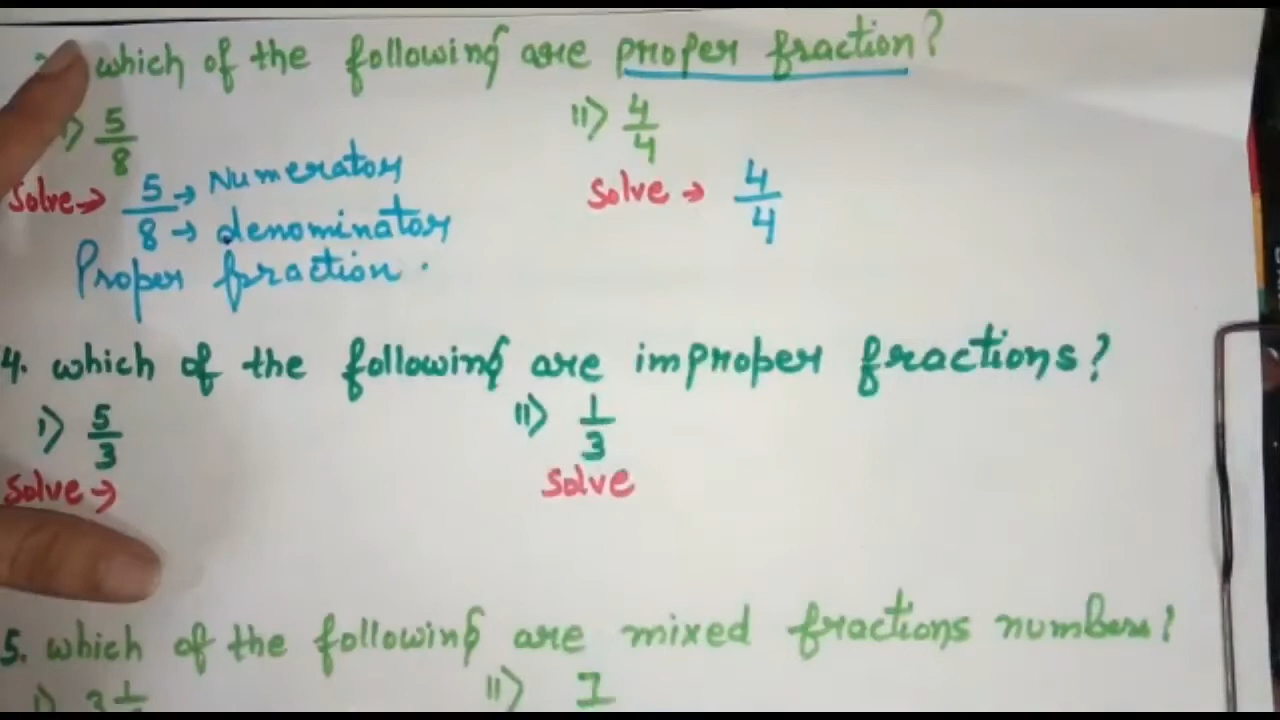 which of the following are proper fraction?
i) 5/8 ii) 4/4
Solve → 5/8 → Numerator → denominator Solve → 4/4
Proper fraction.
4. which of the following are improper fractions?
i) 5/3 ii) 1/3
Solve → Solve
5. which of the following are mixed fractions numbers?
i) ii)